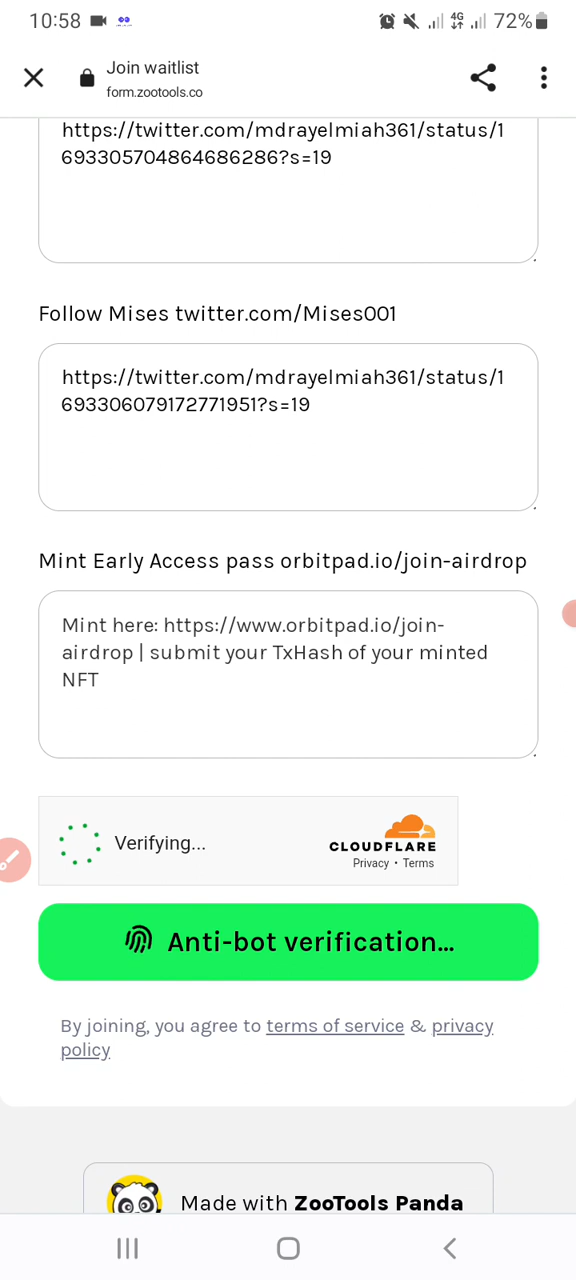 10:58 4G 72%
Join waitlist
form.zootools.co
https://twitter.com/mdrayelmiah361/status/1
693305704864686286?s=19
Follow Mises twitter.com/Mises001
https://twitter.com/mdrayelmiah361/status/1
693306079172771951?s=19
Mint Early Access pass orbitpad.io/join-airdrop
Mint here: https://www.orbitpad.io/join-
airdrop | submit your TxHash of your minted
NFT
Verifying...
CLOUDFLARE
Privacy • Terms
Anti-bot verification...
By joining, you agree to terms of service & privacy
policy
Made with ZooTools Panda